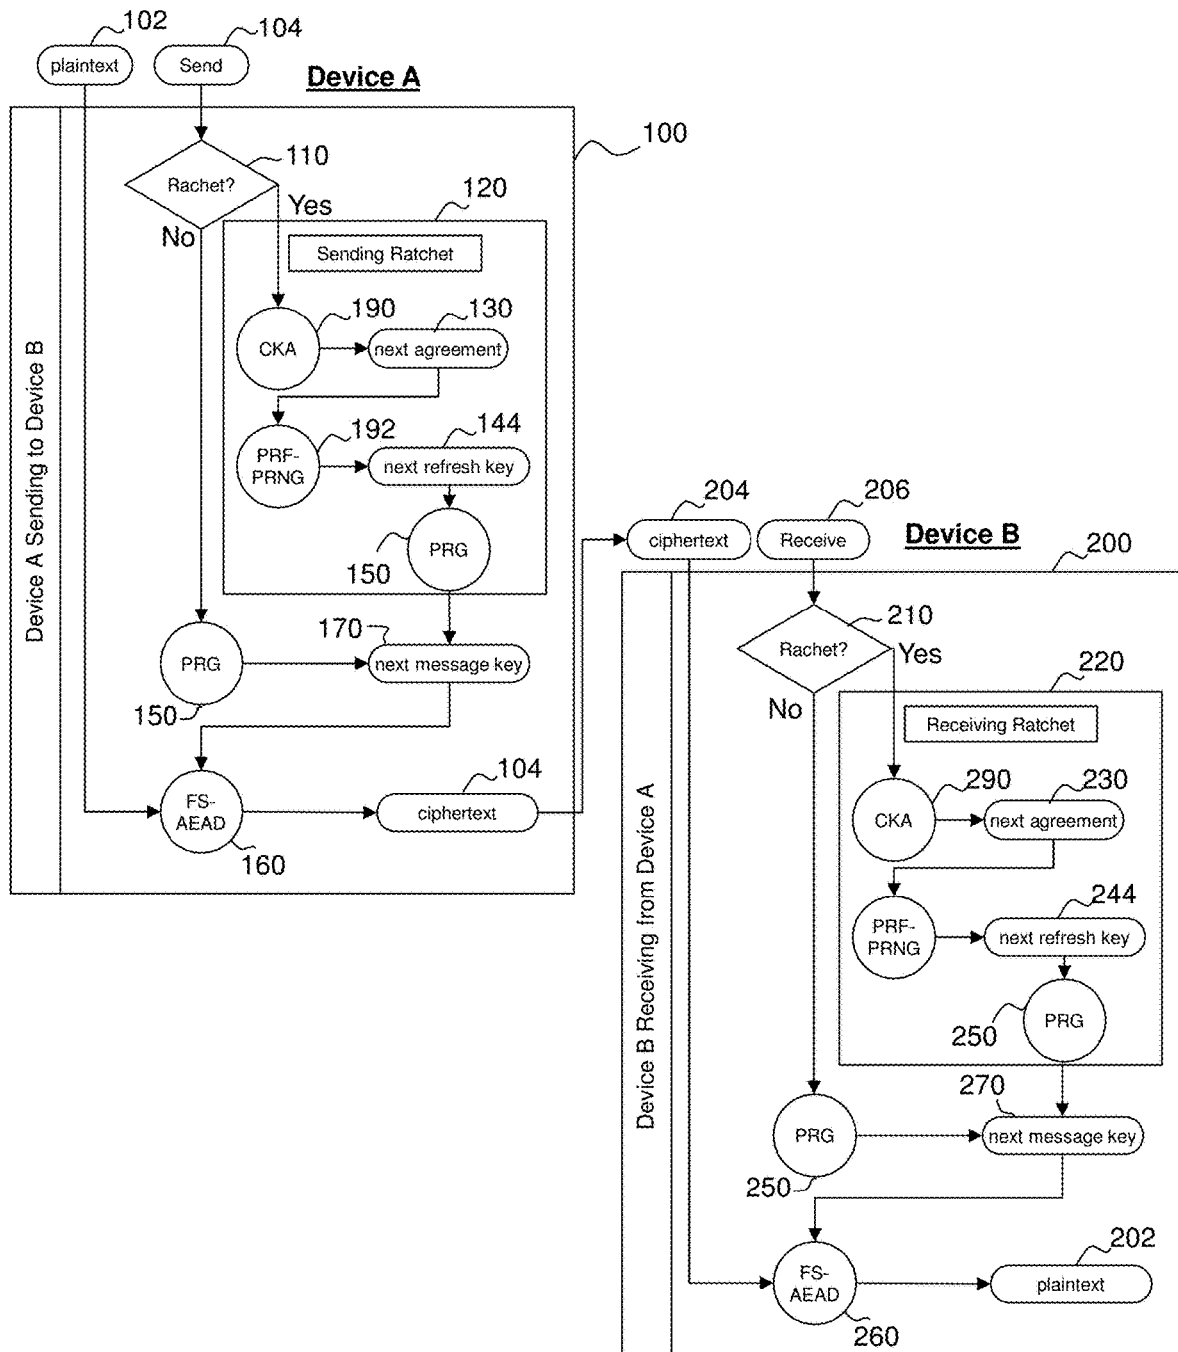 102
104
plaintext
Send
Device A
100
Device A Sending to Device B
110
Rachet?
Yes
No
120
Sending Ratchet
190
130
CKA
next agreement
192
144
PRF-
PRNG
next refresh key
150
PRG
170
PRG
next message key
150
104
FS-
AEAD
ciphertext
160
204
206
ciphertext
Receive
Device B
200
Device B Receiving from Device A
210
Rachet?
Yes
No
220
Receiving Ratchet
290
230
CKA
next agreement
244
PRF-
PRNG
next refresh key
250
PRG
270
PRG
next message key
250
202
FS-
AEAD
plaintext
260